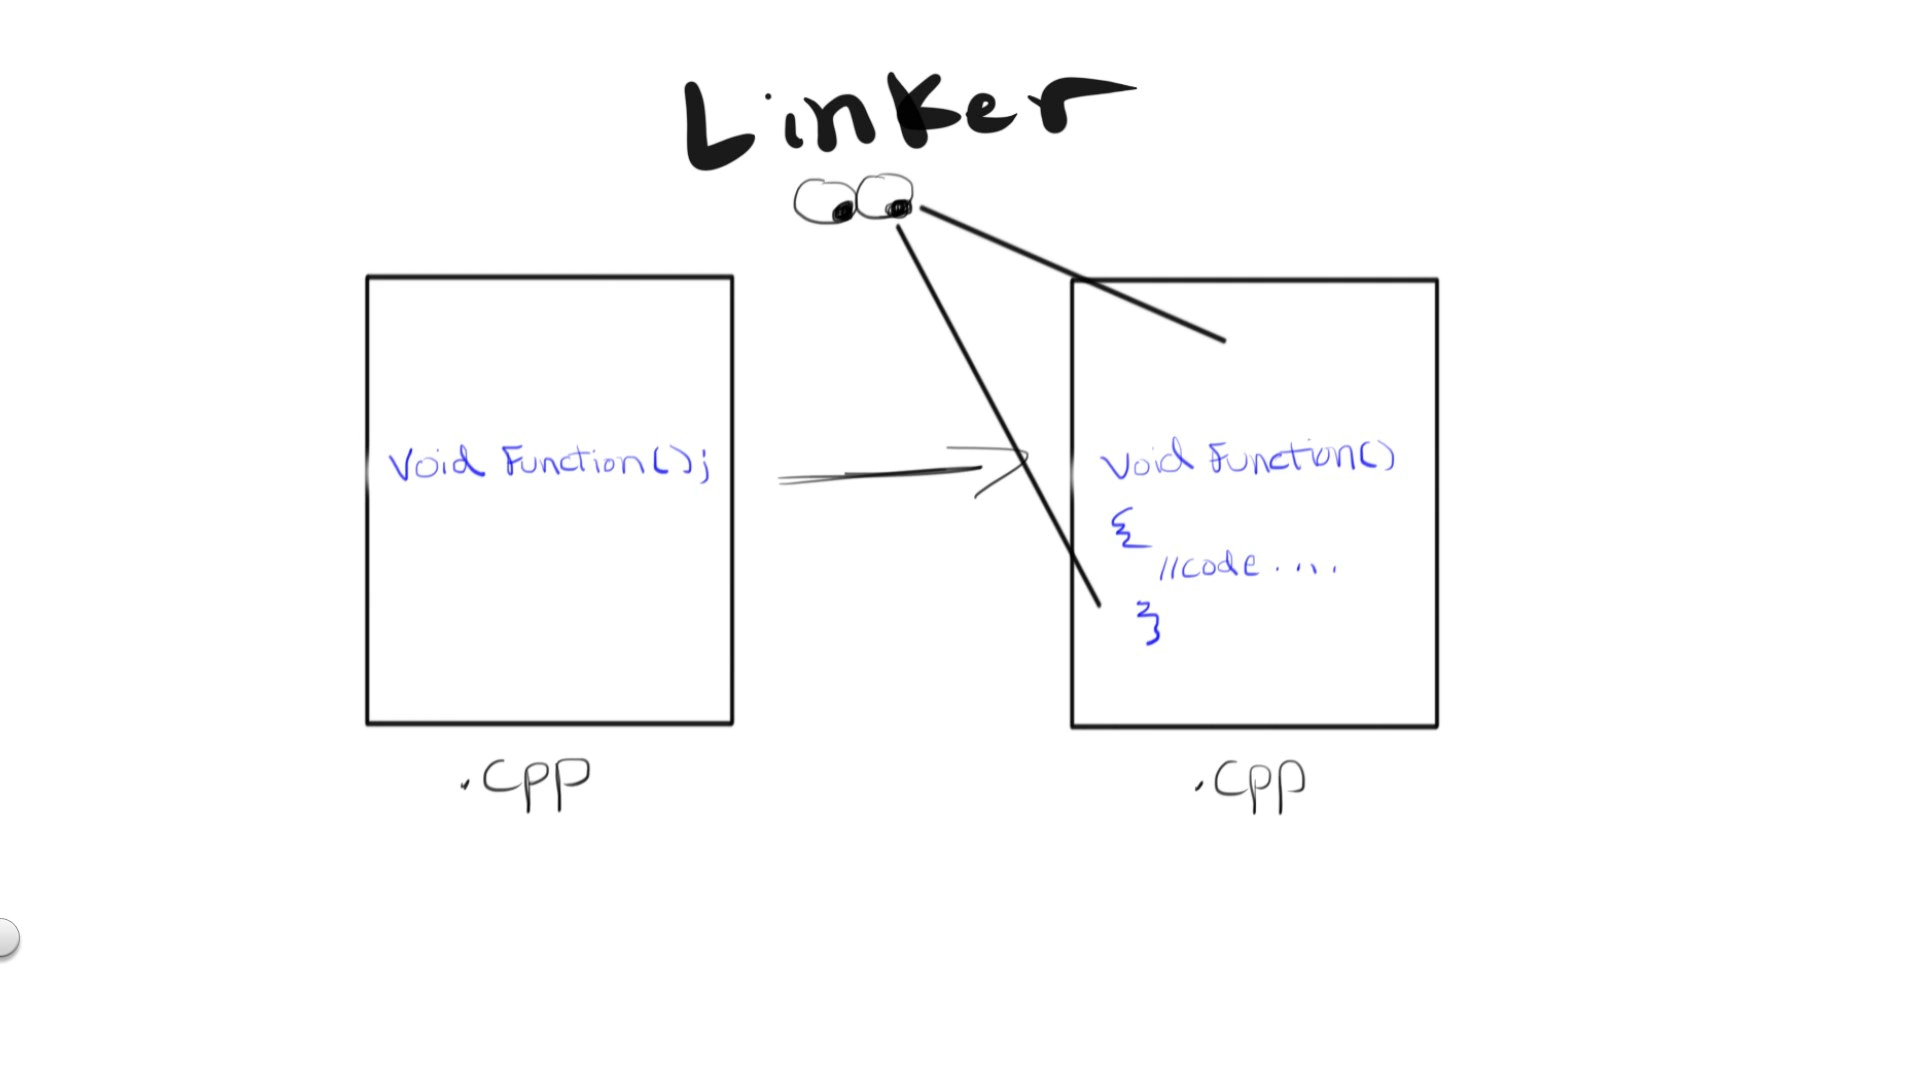 Linker
Void Function();
Void Function()
{
//code.....
}
.cpp
.cpp